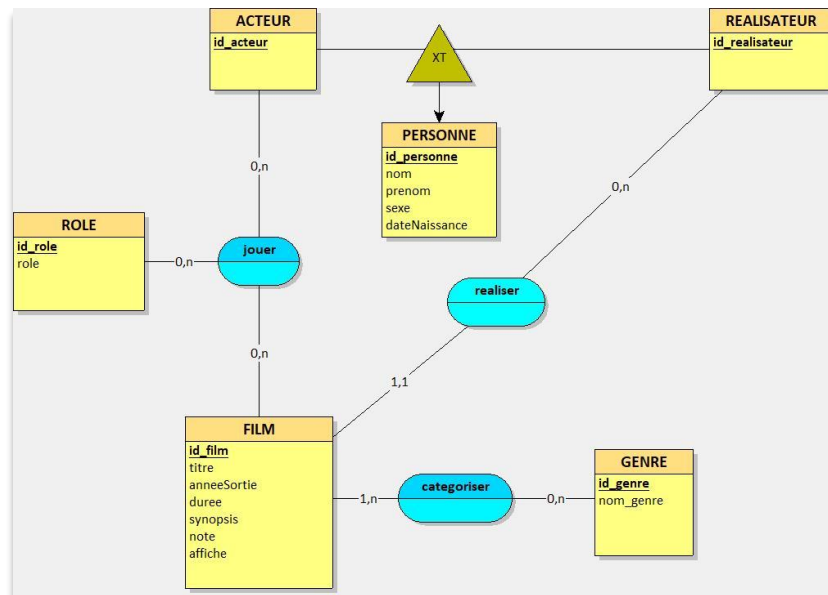 ACTEUR
id_acteur
REALISATEUR
id_realisateur
XT
PERSONNE
id_personne
nom
prenom
sexe
dateNaissance
0,n
0,n
ROLE
id_role
role
0,n
jouer
realiser
0,n
1,1
FILM
id_film
titre
anneeSortie
duree
synopsis
note
affiche
1,n
categoriser
0,n
GENRE
id_genre
nom_genre